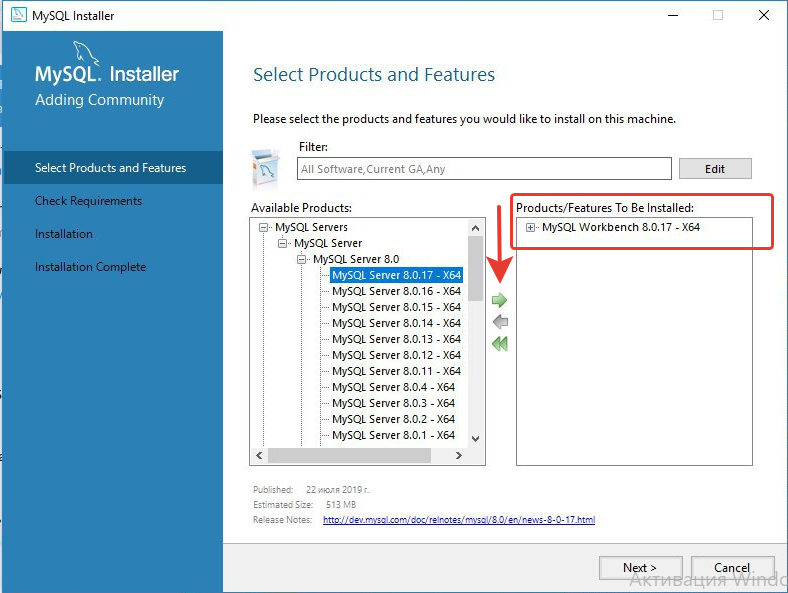 MySQL Installer
MySQL. Installer
Adding Community
Select Products and Features
Check Requirements
Installation
Installation Complete
Select Products and Features
Please select the products and features you would like to install on this machine.
Filter:
All Software,Current GA,Any
Edit
Available Products:
MySQL Servers
MySQL Server
MySQL Server 8.0
MySQL Server 8.0.17 - X64
MySQL Server 8.0.16 - X64
MySQL Server 8.0.15 - X64
MySQL Server 8.0.14 - X64
MySQL Server 8.0.13 - X64
MySQL Server 8.0.12 - X64
MySQL Server 8.0.11 - X64
MySQL Server 8.0.4 - X64
MySQL Server 8.0.3 - X64
MySQL Server 8.0.2 - X64
MySQL Server 8.0.1 - X64
Products/Features To Be Installed:
MySQL Workbench 8.0.17 - X64
Published: 22 июля 2019 г.
Estimated Size: 513 MB
Release Notes: http://dev.mysql.com/doc/relnotes/mysql/8.0/en/news-8-0-17.html
Next >
Cancel
Активация Windo